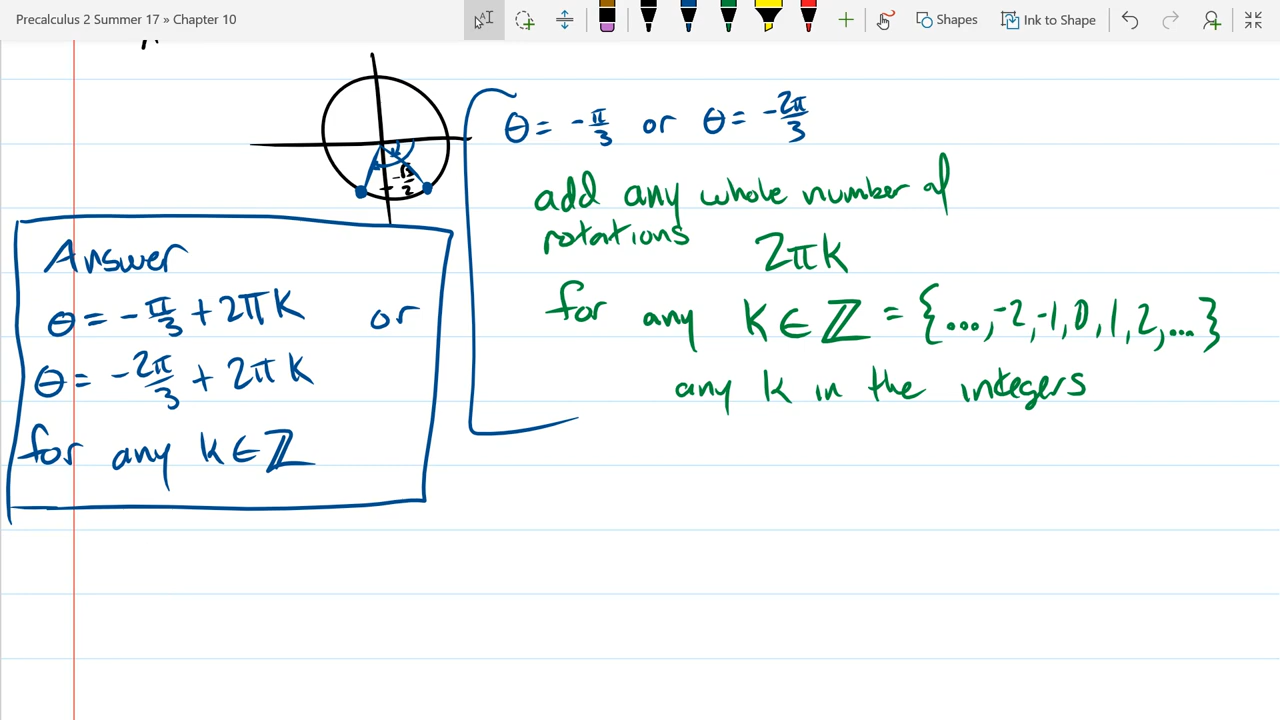 Precalculus 2 Summer 17 » Chapter 10
Shapes
Ink to Shape
-√3/2
θ = -π/3 or θ = -2π/3
add any whole number of
rotations 2πk
for any k ∈ ℤ = {..., -2, -1, 0, 1, 2, ...}
any k in the integers
Answer
θ = -π/3 + 2πk or
θ = -2π/3 + 2πk
for any k ∈ ℤ